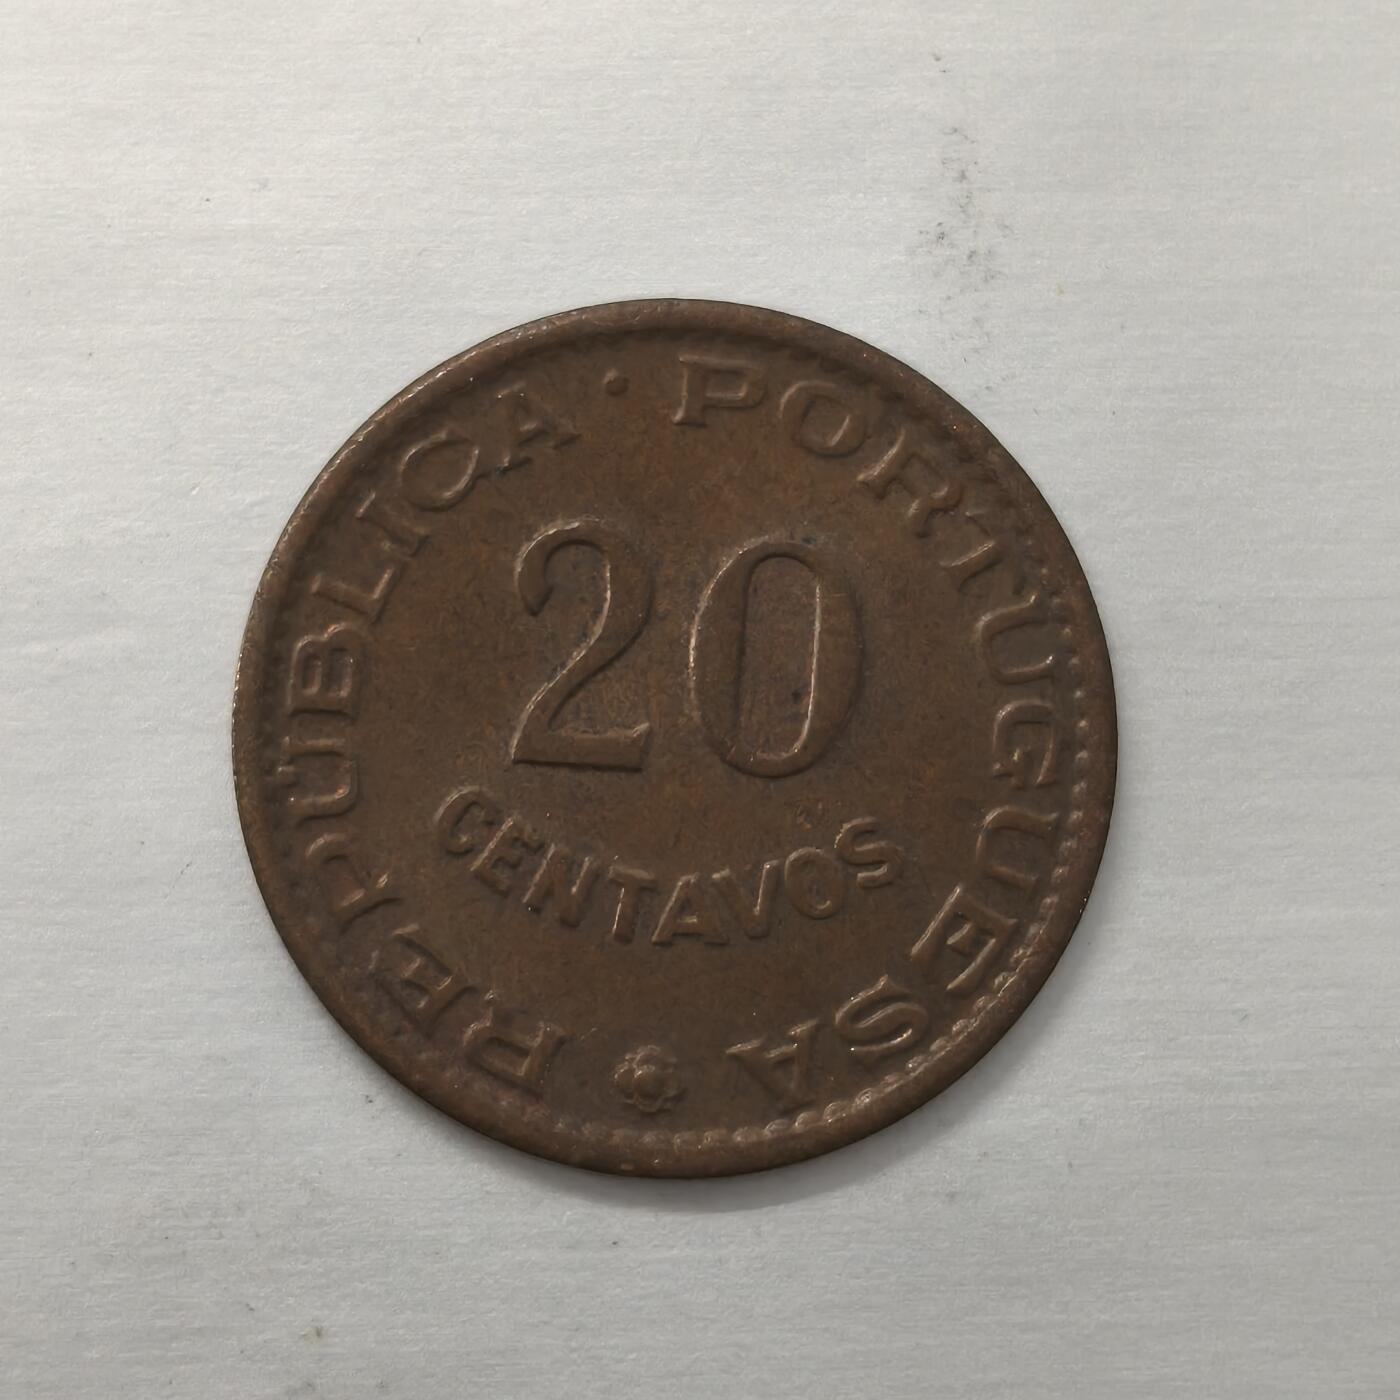 REPUBLICA · PORTUGUESA
20
CENTAVOS